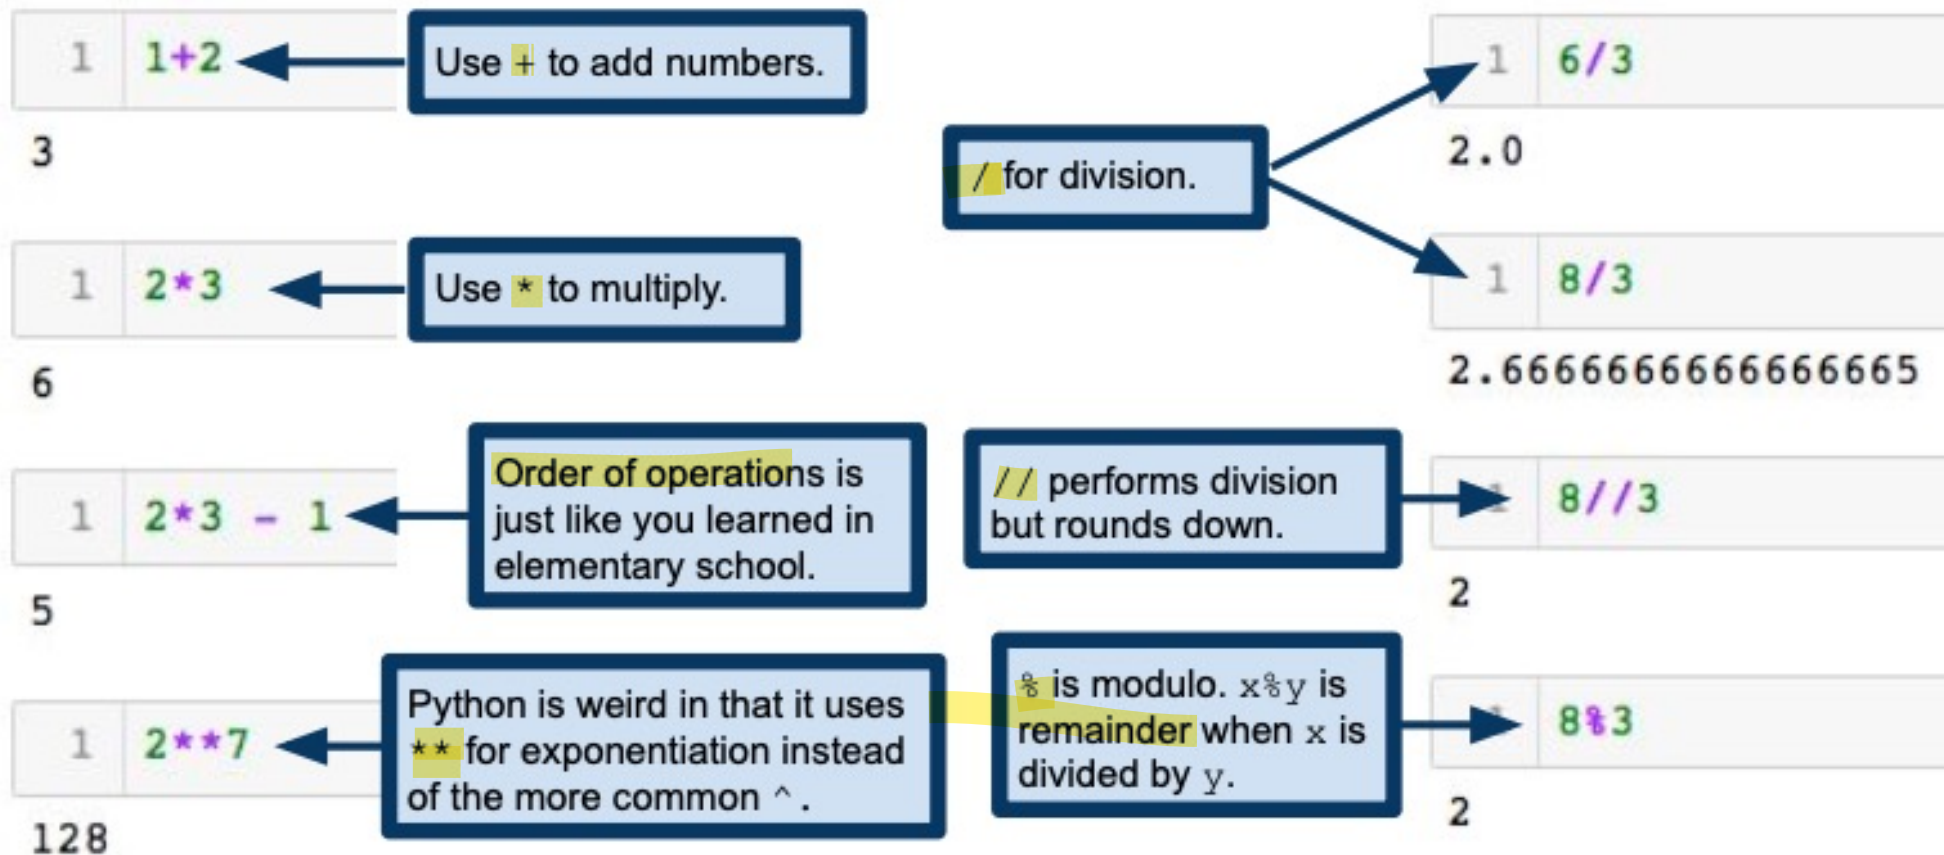 1 1+2
Use + to add numbers.
3
1 2*3
Use * to multiply.
6
1 2*3 - 1
Order of operations is
just like you learned in
elementary school.
5
1 2**7
Python is weird in that it uses
** for exponentiation instead
of the more common ^.
128
/ for division.
1 6/3
2.0
1 8/3
2.6666666666666665
// performs division
but rounds down.
1 8//3
2
% is modulo. x%y is
remainder when x is
divided by y.
1 8%3
2